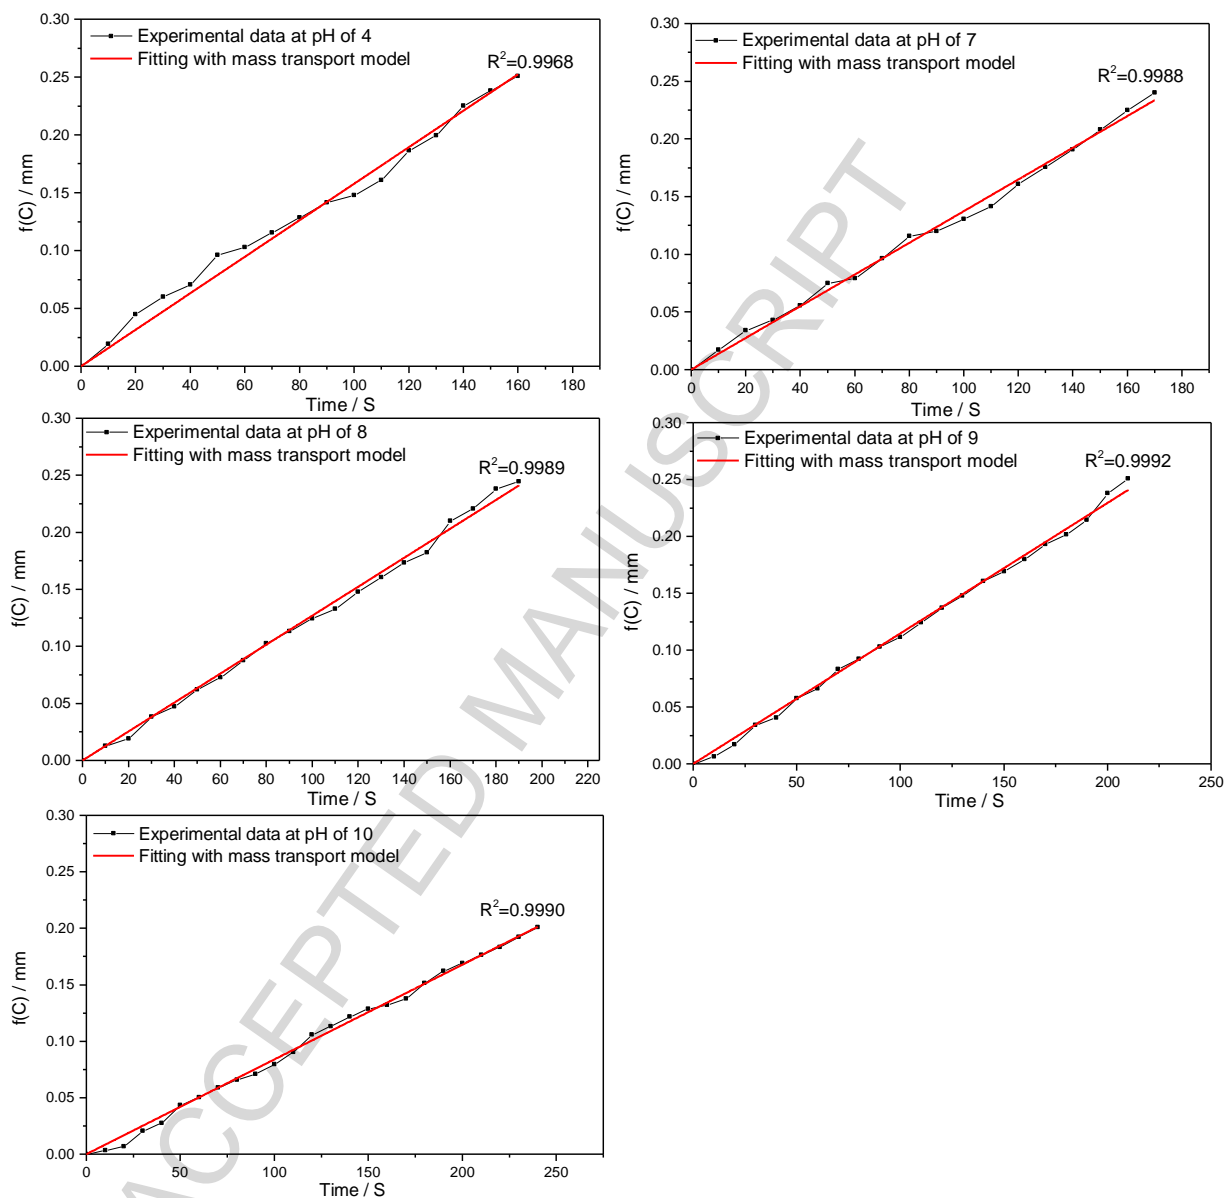 0.30
Experimental data at pH of 4
Fitting with mass transport model
R²=0.9968
0.25
0.20
0.15
0.10
0.05
0.00
f(C) / mm
0 20 40 60 80 100 120 140 160 180
Time / S
0.30
Experimental data at pH of 7
Fitting with mass transport model
R²=0.9988
0.25
0.20
0.15
0.10
0.05
0.00
f(C) / mm
0 20 40 60 80 100 120 140 160 180
Time / S
0.30
Experimental data at pH of 8
Fitting with mass transport model
R²=0.9989
0.25
0.20
0.15
0.10
0.05
0.00
f(C) / mm
0 20 40 60 80 100 120 140 160 180 200 220
Time / S
0.30
Experimental data at pH of 9
Fitting with mass transport model
R²=0.9992
0.25
0.20
0.15
0.10
0.05
0.00
f(C) / mm
0 50 100 150 200 250
Time / S
0.30
Experimental data at pH of 10
Fitting with mass transport model
R²=0.9990
0.25
0.20
0.15
0.10
0.05
0.00
f(C) / mm
0 50 100 150 200 250
Time / S
ACCEPTED MANUSCRIPT